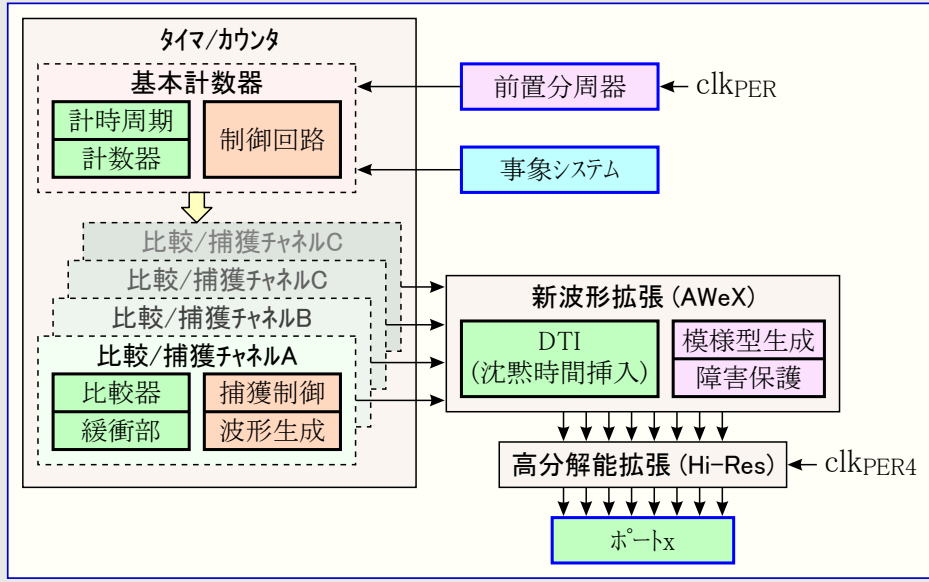 タイマ/カウンタ
基本計数器
計時周期
計数器
制御回路
前置分周器
clkPER
事象システム
比較/捕獲チャネルC
比較/捕獲チャネルC
比較/捕獲チャネルB
比較/捕獲チャネルA
比較器
緩衝部
捕獲制御
波形生成
新波形拡張(AWeX)
DTI
(沈黙時間挿入)
模様型生成
障害保護
高分解能拡張(Hi-Res)
clkPER4
ポートx